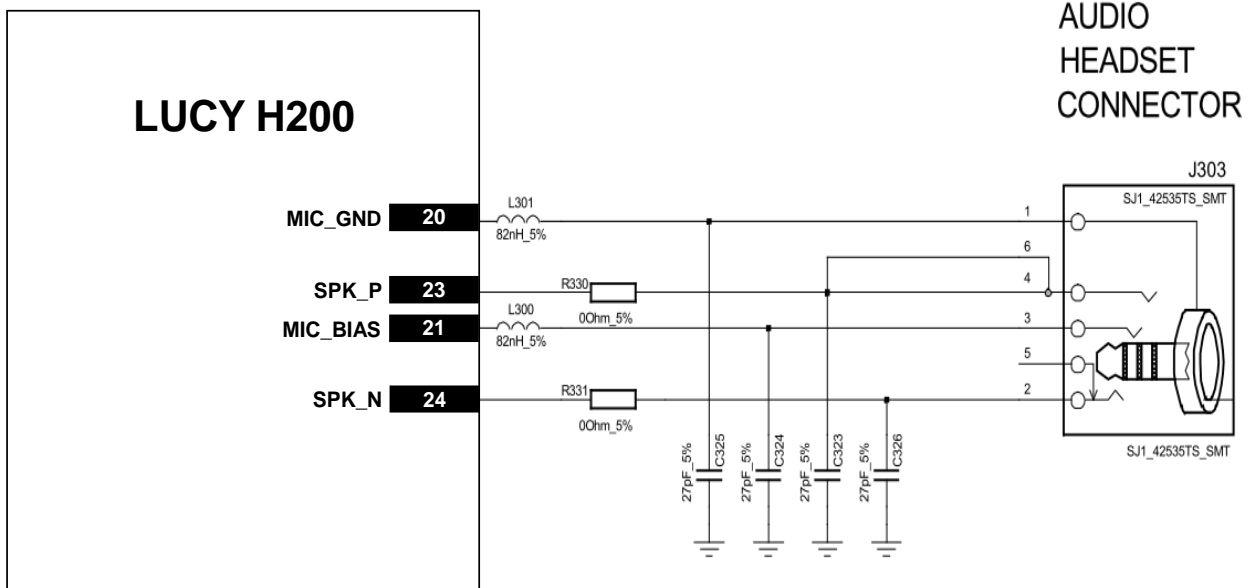 AUDIO
HEADSET
CONNECTOR
LUCY H200
J303
SJ1_42535TS_SMT
MIC_GND 20
L301
82nH_5%
1
6
SPK_P 23
R330
0Ohm_5%
4
MIC_BIAS 21
L300
82nH_5%
3
5
SPK_N 24
R331
0Ohm_5%
2
SJ1_42535TS_SMT
27pF_5%
C325
27pF_5%
C324
27pF_5%
C323
27pF_5%
C326